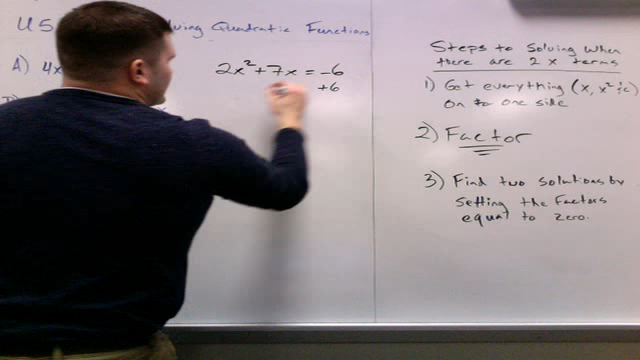 U5 ving Quadratic Functions
A) 4x
2x² + 7x = -6
+6
Steps to Solving when
there are 2 x terms
1) Get everything (x, x² & c)
on to one side
2) Factor
3) Find two solutions by
setting the factors
equal to zero.